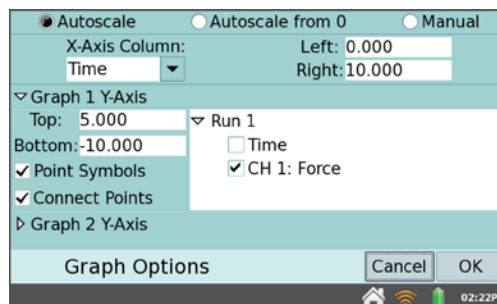 Autoscale Autoscale from 0 Manual
X-Axis Column: Left: 0.000
Time Right: 10.000
Graph 1 Y-Axis
Top: 5.000 Run 1
Bottom: -10.000 Time
Point Symbols CH 1: Force
Connect Points
Graph 2 Y-Axis
Graph Options Cancel OK
02:22P